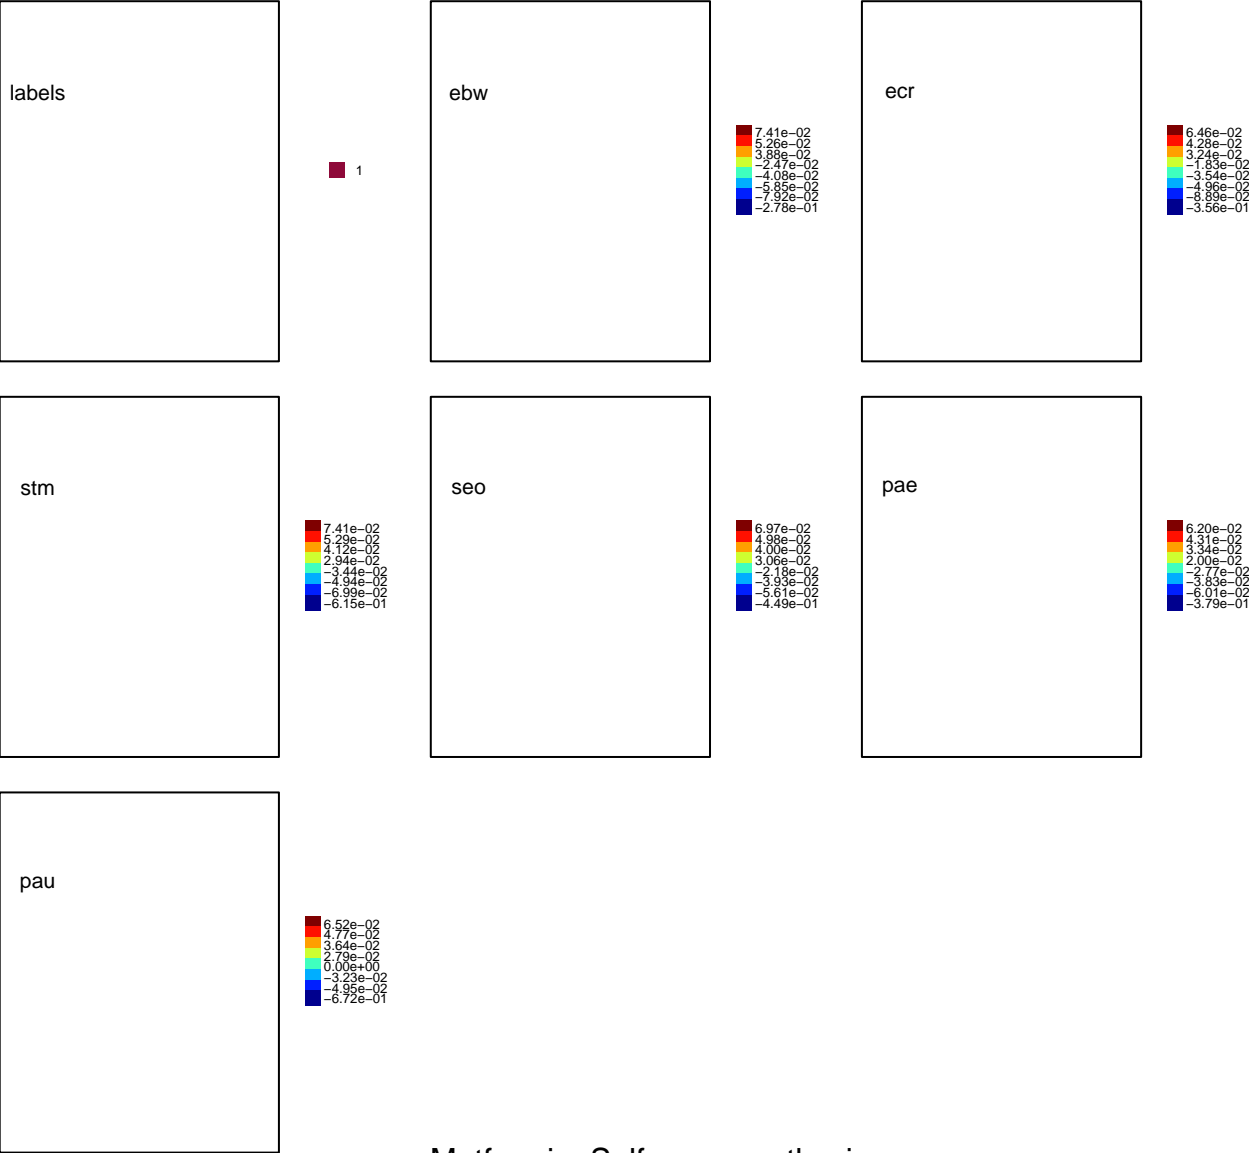 labels
1
ebw
7.41e−02
5.26e−02
3.88e−02
−2.47e−02
−4.08e−02
−5.85e−02
−7.92e−02
−2.78e−01
ecr
6.46e−02
4.28e−02
3.24e−02
−1.83e−02
−3.54e−02
−4.96e−02
−8.89e−02
−3.56e−01
stm
7.41e−02
5.29e−02
4.12e−02
2.94e−02
−3.44e−02
−4.94e−02
−6.99e−02
−6.15e−01
seo
6.97e−02
4.98e−02
4.00e−02
3.06e−02
−2.18e−02
−3.93e−02
−5.61e−02
−4.49e−01
pae
6.20e−02
4.31e−02
3.34e−02
2.00e−02
−2.77e−02
−3.83e−02
−6.01e−02
−3.79e−01
pau
6.52e−02
4.77e−02
3.64e−02
2.79e−02
0.00e+00
−3.23e−02
−4.95e−02
−6.72e−01